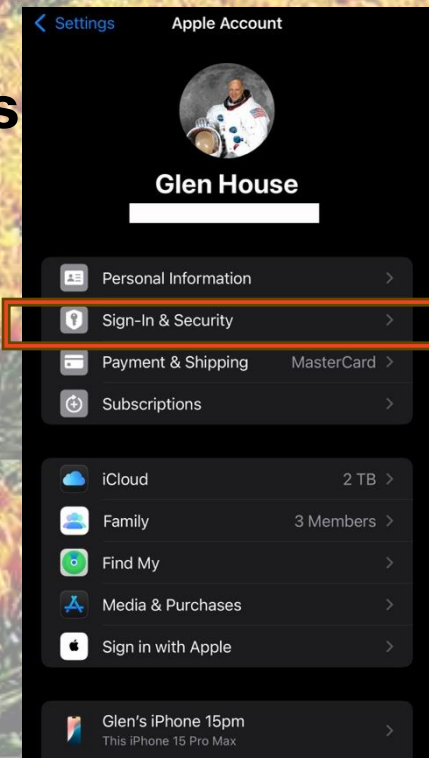 Settings Apple Account
s
Glen House
Personal Information
Sign-In & Security
Payment & Shipping MasterCard
Subscriptions
iCloud 2 TB
Family 3 Members
Find My
Media & Purchases
Sign in with Apple
Glen's iPhone 15pm
This iPhone 15 Pro Max